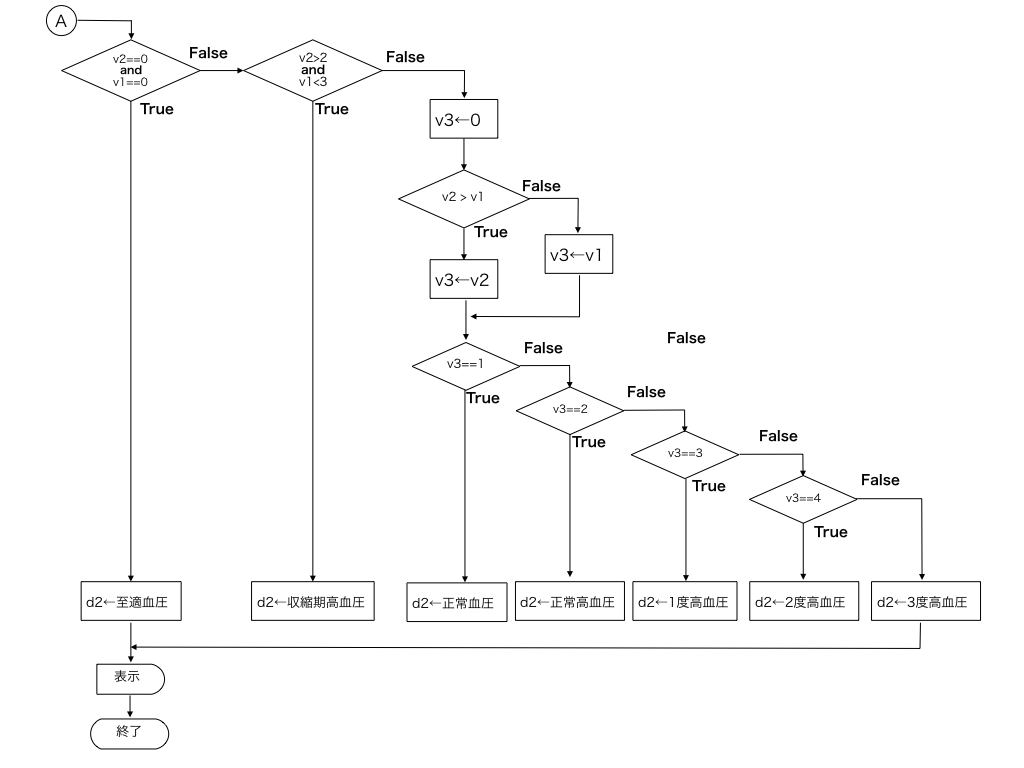 A
v2==0
and
v1==0
False
True
v2>2
and
v1<3
False
True
v3←0
v2 > v1
False
True
v3←v1
v3←v2
False
v3==1
False
True
v3==2
False
True
v3==3
False
True
v3==4
False
True
d2←至適血圧
d2←収縮期高血圧
d2←正常血圧
d2←正常高血圧
d2←1度高血圧
d2←2度高血圧
d2←3度高血圧
表示
終了